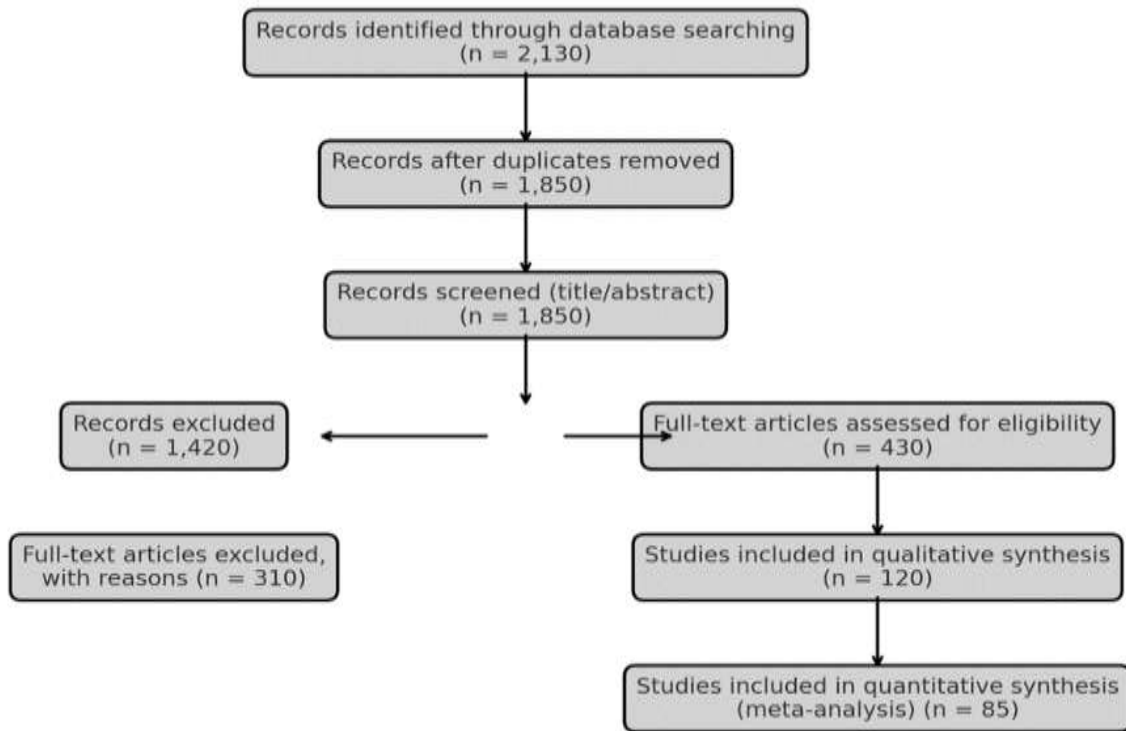 Records identified through database searching
(n = 2,130)
Records after duplicates removed
(n = 1,850)
Records screened (title/abstract)
(n = 1,850)
Records excluded
(n = 1,420)
Full-text articles assessed for eligibility
(n = 430)
Full-text articles excluded,
with reasons (n = 310)
Studies included in qualitative synthesis
(n = 120)
Studies included in quantitative synthesis
(meta-analysis) (n = 85)